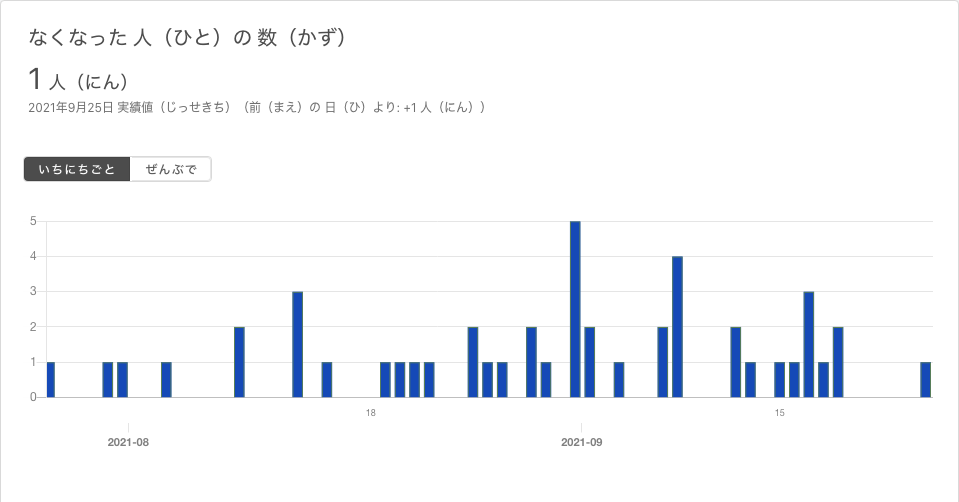 なくなった 人（ひと）の 数（かず）
1 人（にん）
2021年9月25日 実績値（じっせきち）（前（まえ）の 日（ひ）より: +1 人（にん））
いちにちごと ぜんぶで
5
4
3
2
1
0
18 15
2021-08 2021-09